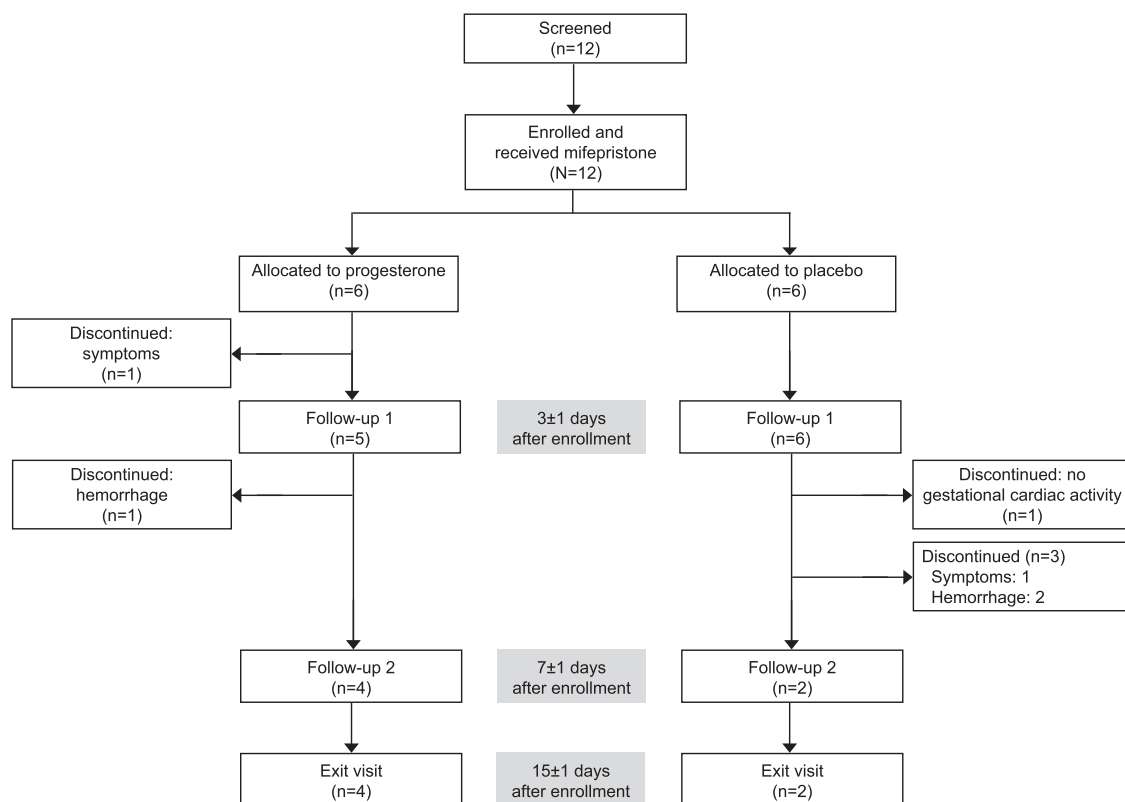 Screened
(n=12)
Enrolled and
received mifepristone
(N=12)
Allocated to progesterone
(n=6)
Allocated to placebo
(n=6)
Discontinued:
symptoms
(n=1)
Follow-up 1
(n=5)
3±1 days
after enrollment
Follow-up 1
(n=6)
Discontinued:
hemorrhage
(n=1)
Discontinued: no
gestational cardiac activity
(n=1)
Discontinued (n=3)
Symptoms: 1
Hemorrhage: 2
Follow-up 2
(n=4)
7±1 days
after enrollment
Follow-up 2
(n=2)
Exit visit
(n=4)
15±1 days
after enrollment
Exit visit
(n=2)